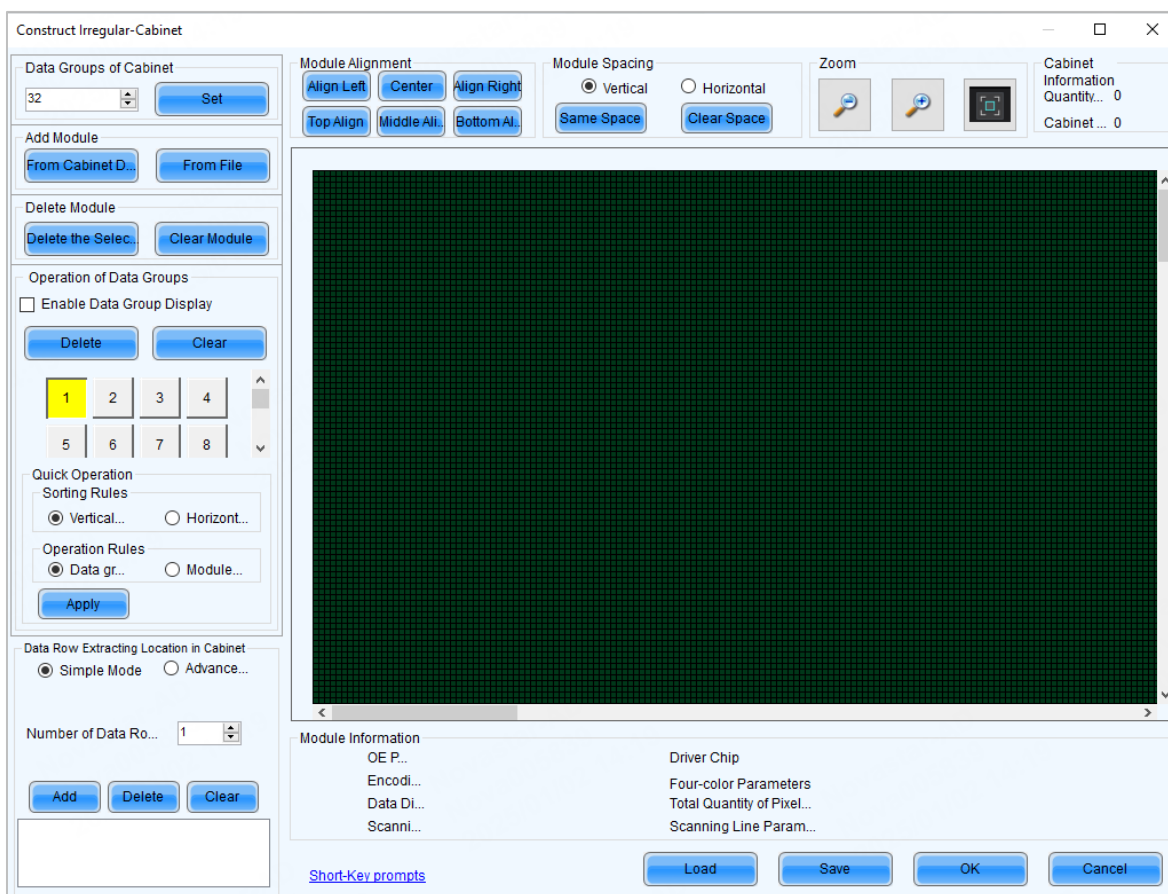 Construct Irregular-Cabinet
Data Groups of Cabinet
32
Set
Add Module
From Cabinet D...
From File
Delete Module
Delete the Selec...
Clear Module
Operation of Data Groups
Enable Data Group Display
Delete
Clear
1
2
3
4
5
6
7
8
Quick Operation
Sorting Rules
Vertical...
Horizont...
Operation Rules
Data gr...
Module...
Apply
Data Row Extracting Location in Cabinet
Simple Mode
Advance...
Number of Data Ro...
1
Add
Delete
Clear
Module Alignment
Align Left
Center
Align Right
Top Align
Middle Ali..
Bottom Al..
Module Spacing
Vertical
Horizontal
Same Space
Clear Space
Zoom
Cabinet
Information
Quantity... 0
Cabinet ... 0
Module Information
OE P...
Encodi...
Data Di...
Scanni...
Driver Chip
Four-color Parameters
Total Quantity of Pixel...
Scanning Line Param...
Short-Key prompts
Load
Save
OK
Cancel